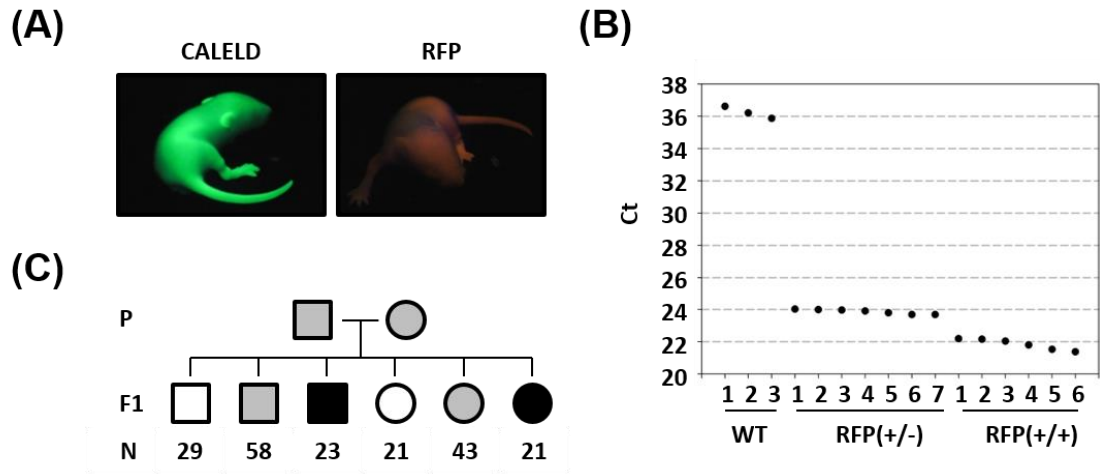 (A)
CALELD RFP
(B)
38
36
34
32
30
28
26
24
22
20
Ct
1 2 3 1 2 3 4 5 6 7 1 2 3 4 5 6
WT RFP(+/-) RFP(+/+)
(C)
P
F1
N 29 58 23 21 43 21